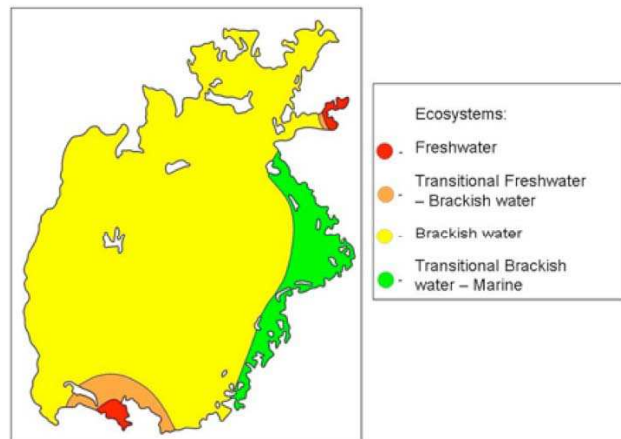 Ecosystems:
- Freshwater
- Transitional Freshwater
– Brackish water
- Brackish water
- Transitional Brackish
water – Marine